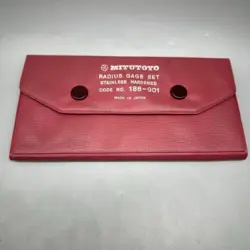 MITUTOYO
RADIUS GAGE SET
STAINLESS, HARDENED
CODE NO. 186-901
MADE IN JAPAN